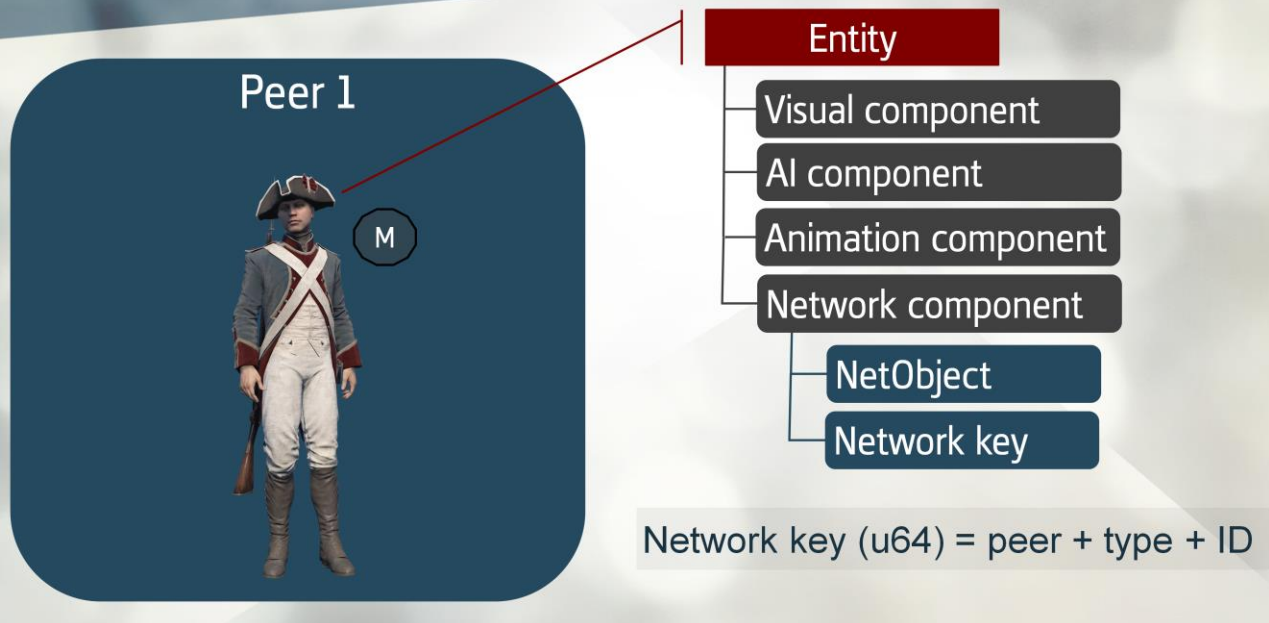 Peer 1
M
Entity
Visual component
AI component
Animation component
Network component
NetObject
Network key
Network key (u64) = peer + type + ID